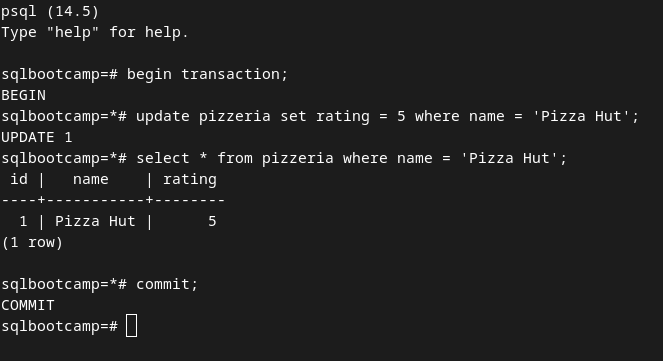 psql (14.5)
Type "help" for help.
sqlbootcamp=# begin transaction;
BEGIN
sqlbootcamp=*# update pizzeria set rating = 5 where name = 'Pizza Hut';
UPDATE 1
sqlbootcamp=*# select * from pizzeria where name = 'Pizza Hut';
 id |   name    | rating
----+-----------+--------
  1 | Pizza Hut |      5
(1 row)
sqlbootcamp=*# commit;
COMMIT
sqlbootcamp=#